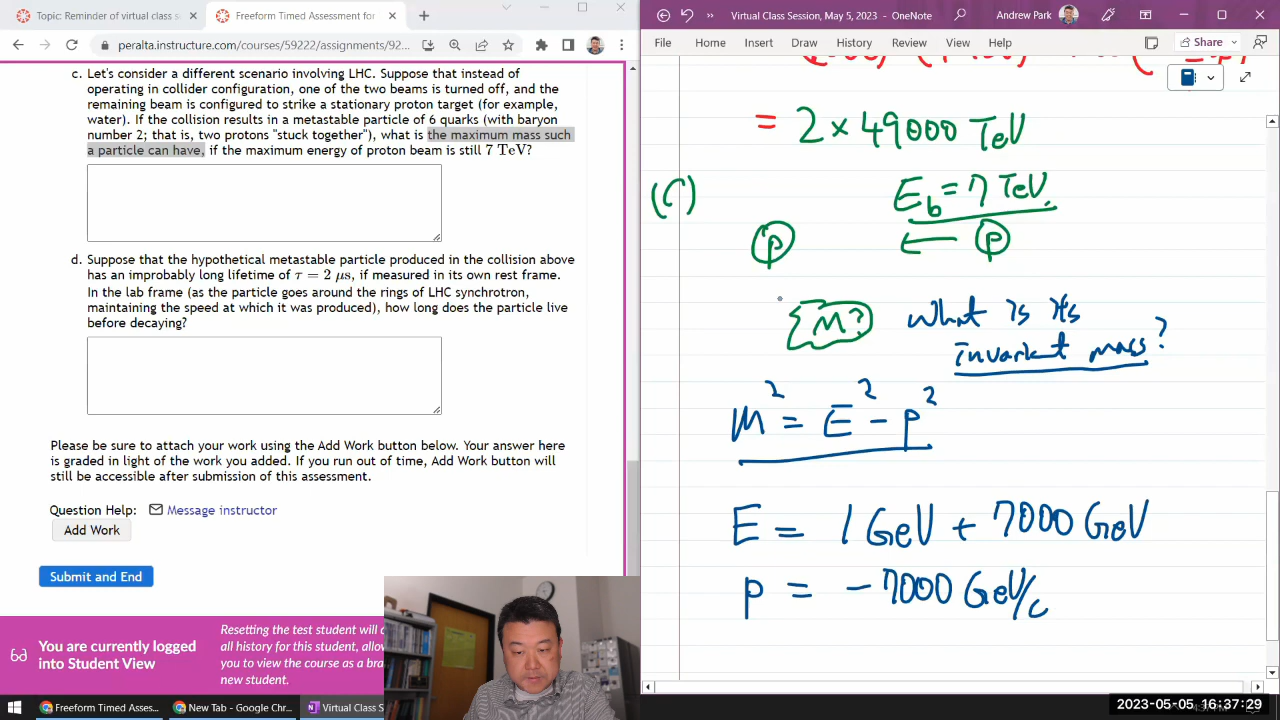 Topic: Reminder of virtual class s
Freeform Timed Assessment for
peralta.instructure.com/courses/59222/assignments/92...
c. Let's consider a different scenario involving LHC. Suppose that instead of
operating in collider configuration, one of the two beams is turned off, and the
remaining beam is configured to strike a stationary proton target (for example,
water). If the collision results in a metastable particle of 6 quarks (with baryon
number 2; that is, two protons "stuck together"), what is the maximum mass such
a particle can have, if the maximum energy of proton beam is still 7 TeV?
d. Suppose that the hypothetical metastable particle produced in the collision above
has an improbably long lifetime of τ = 2 μs, if measured in its own rest frame.
In the lab frame (as the particle goes around the rings of LHC synchrotron,
maintaining the speed at which it was produced), how long does the particle live
before decaying?
Please be sure to attach your work using the Add Work button below. Your answer here
is graded in light of the work you added. If you run out of time, Add Work button will
still be accessible after submission of this assessment.
Question Help: Message instructor
Add Work
Submit and End
You are currently logged
into Student View
Resetting the test student will c
all history for this student, allow
you to view the course as a bra
new student.
Freeform Timed Asses...
New Tab - Google Chr...
Virtual Class S
Virtual Class Session, May 5, 2023 - OneNote
Andrew Park
File Home Insert Draw History Review View Help
Share
= 2 × 49000 TeV
(C)
E_b = 7 TeV
p ← p
M? What is its
invariant mass?
M² = E² - p²
E = 1 GeV + 7000 GeV
p = -7000 GeV/c
2023-05-05 16:37:29